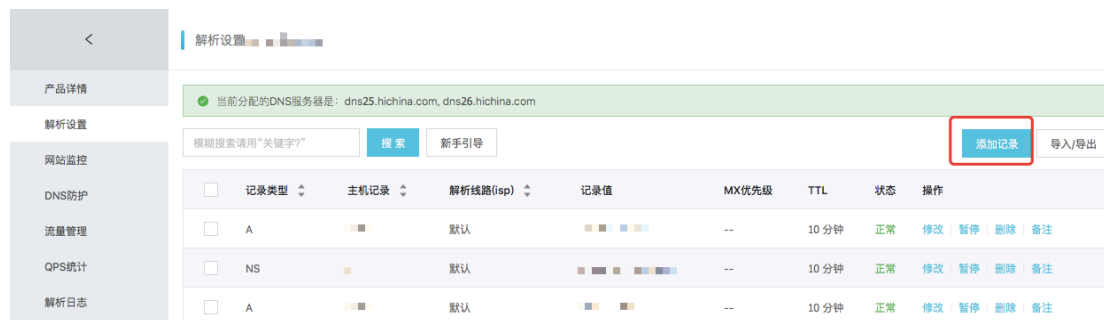 <
解析设置
产品详情
解析设置
网站监控
DNS防护
流量管理
QPS统计
解析日志
当前分配的DNS服务器是：dns25.hichina.com, dns26.hichina.com
模糊搜索请用“关键字?” 搜 索 新手引导 添加记录 导入/导出
记录类型 主机记录 解析线路(isp) 记录值 MX优先级 TTL 状态 操作
A 默认 -- 10 分钟 正常 修改 暂停 删除 备注
NS 默认 -- 10 分钟 正常 修改 暂停 删除 备注
A 默认 -- 10 分钟 正常 修改 暂停 删除 备注